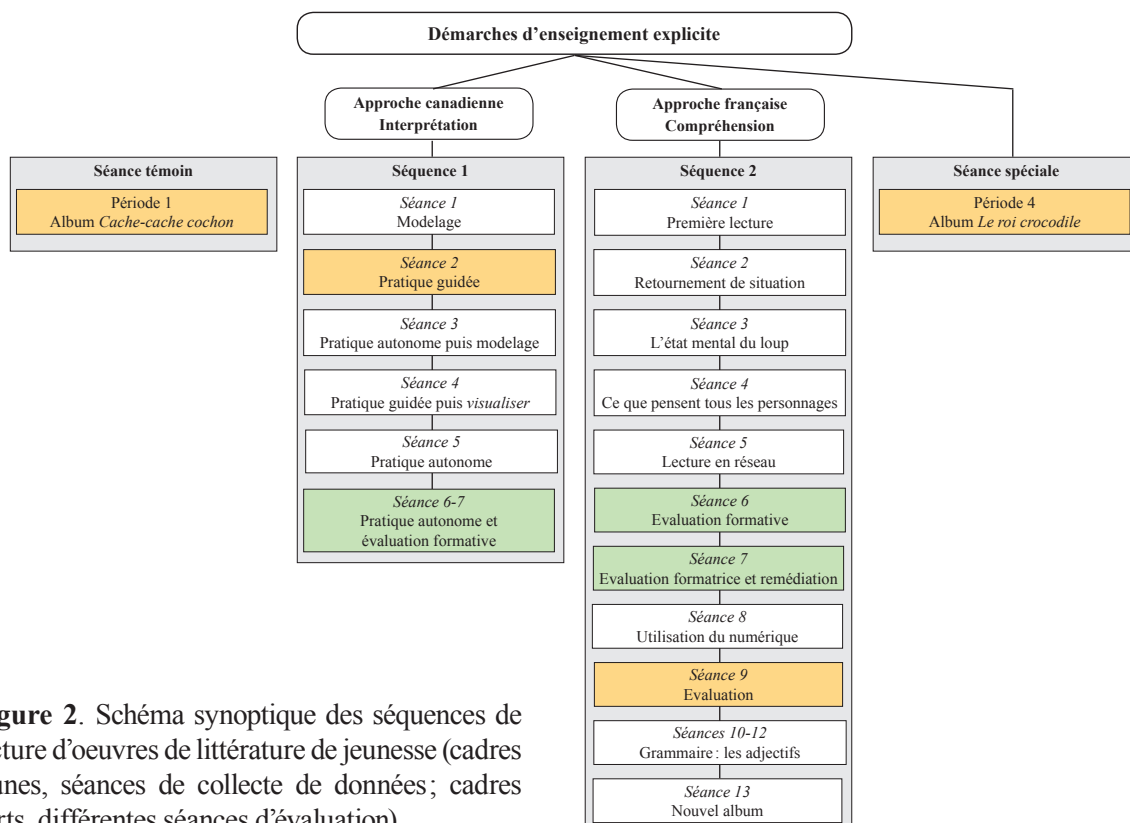 Démarches d'enseignement explicite
Approche canadienne
Interprétation
Approche française
Compréhension
Séance témoin
Période 1
Album Cache-cache cochon
Séquence 1
Séance 1
Modelage
Séance 2
Pratique guidée
Séance 3
Pratique autonome puis modelage
Séance 4
Pratique guidée puis visualiser
Séance 5
Pratique autonome
Séance 6-7
Pratique autonome et
évaluation formative
Séquence 2
Séance 1
Première lecture
Séance 2
Retournement de situation
Séance 3
L'état mental du loup
Séance 4
Ce que pensent tous les personnages
Séance 5
Lecture en réseau
Séance 6
Evaluation formative
Séance 7
Evaluation formatrice et remédiation
Séance 8
Utilisation du numérique
Séance 9
Evaluation
Séances 10-12
Grammaire : les adjectifs
Séance 13
Nouvel album
Séance spéciale
Période 4
Album Le roi crocodile
gure 2. Schéma synoptique des séquences de
cture d'oeuvres de littérature de jeunesse (cadres
unes, séances de collecte de données; cadres
rts, différentes séances d'évaluation)